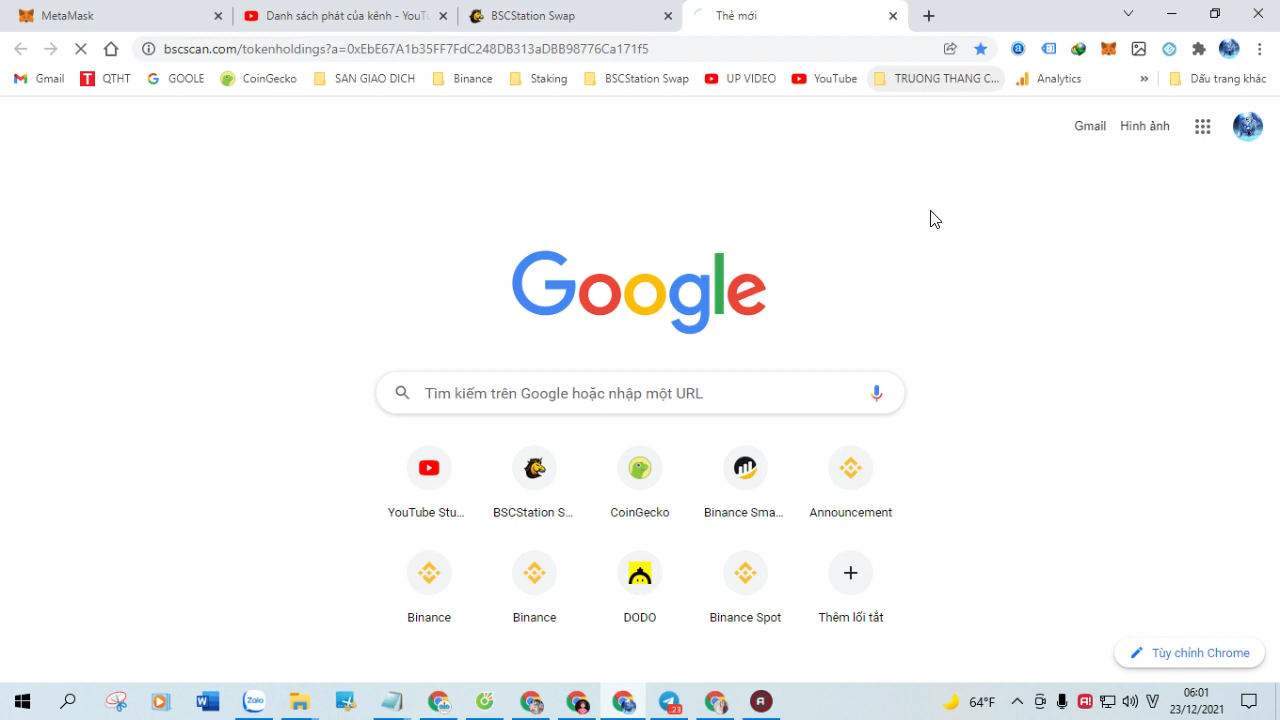 MetaMask
Danh sách phát của kênh - YouTu
BSCStation Swap
Thẻ mới
bscscan.com/tokenholdings?a=0xEbE67A1b35FF7FdC248DB313aDBB98776Ca171f5
Gmail
QTHT
GOOLE
CoinGecko
SAN GIAO DICH
Binance
Staking
BSCStation Swap
UP VIDEO
YouTube
TRUONG THANG C...
Analytics
»
Dấu trang khác
Gmail
Hình ảnh
Google
Tìm kiếm trên Google hoặc nhập một URL
YouTube Stu...
BSCStation S...
CoinGecko
Binance Sma...
Announcement
Binance
Binance
DODO
Binance Spot
Thêm lối tắt
Tùy chỉnh Chrome
Zalo
23
64°F
06:01
23/12/2021